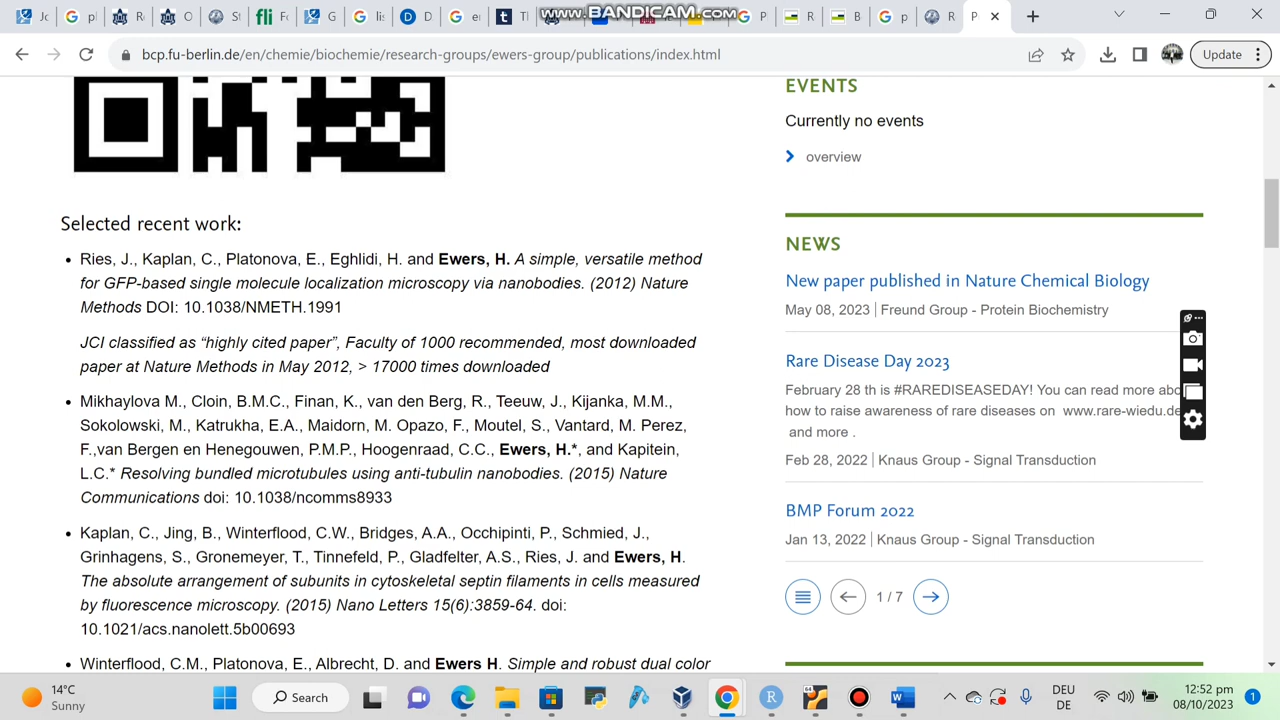 www.BANDICAM.com
bcp.fu-berlin.de/en/chemie/biochemie/research-groups/ewers-group/publications/index.html
Update
EVENTS
Currently no events
overview
Selected recent work:
Ries, J., Kaplan, C., Platonova, E., Eghlidi, H. and Ewers, H. A simple, versatile method
for GFP-based single molecule localization microscopy via nanobodies. (2012) Nature
Methods DOI: 10.1038/NMETH.1991
JCI classified as “highly cited paper”, Faculty of 1000 recommended, most downloaded
paper at Nature Methods in May 2012, > 17000 times downloaded
Mikhaylova M., Cloin, B.M.C., Finan, K., van den Berg, R., Teeuw, J., Kijanka, M.M.,
Sokolowski, M., Katrukha, E.A., Maidorn, M. Opazo, F., Moutel, S., Vantard, M. Perez,
F.,van Bergen en Henegouwen, P.M.P., Hoogenraad, C.C., Ewers, H.*, and Kapitein,
L.C.* Resolving bundled microtubules using anti-tubulin nanobodies. (2015) Nature
Communications doi: 10.1038/ncomms8933
Kaplan, C., Jing, B., Winterflood, C.W., Bridges, A.A., Occhipinti, P., Schmied, J.,
Grinhagens, S., Gronemeyer, T., Tinnefeld, P., Gladfelter, A.S., Ries, J. and Ewers, H.
The absolute arrangement of subunits in cytoskeletal septin filaments in cells measured
by fluorescence microscopy. (2015) Nano Letters 15(6):3859-64. doi:
10.1021/acs.nanolett.5b00693
Winterflood, C.M., Platonova, E., Albrecht, D. and Ewers H. Simple and robust dual color
NEWS
New paper published in Nature Chemical Biology
May 08, 2023 | Freund Group - Protein Biochemistry
Rare Disease Day 2023
February 28 th is #RAREDISEASEDAY! You can read more abo
how to raise awareness of rare diseases on www.rare-wiedu.de
and more .
Feb 28, 2022 | Knaus Group - Signal Transduction
BMP Forum 2022
Jan 13, 2022 | Knaus Group - Signal Transduction
1 / 7
14°C
Sunny
Search
DEU
DE
12:52 pm
08/10/2023
1